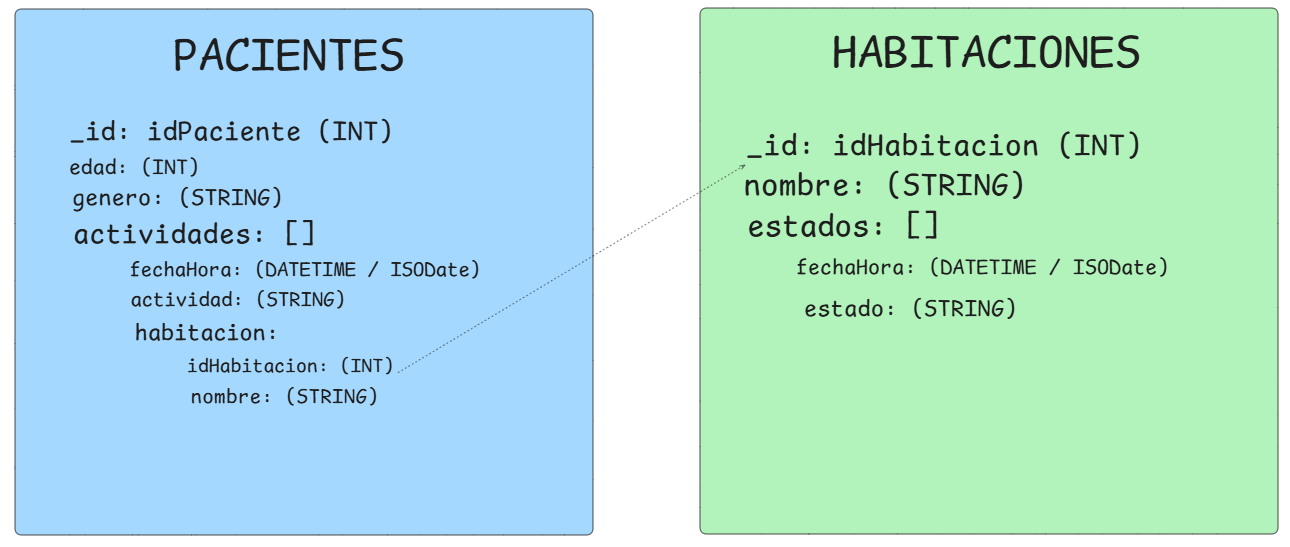 PACIENTES
_id: idPaciente (INT)
edad: (INT)
genero: (STRING)
actividades: []
fechaHora: (DATETIME / ISODate)
actividad: (STRING)
habitacion:
idHabitacion: (INT)
nombre: (STRING)
HABITACIONES
_id: idHabitacion (INT)
nombre: (STRING)
estados: []
fechaHora: (DATETIME / ISODate)
estado: (STRING)